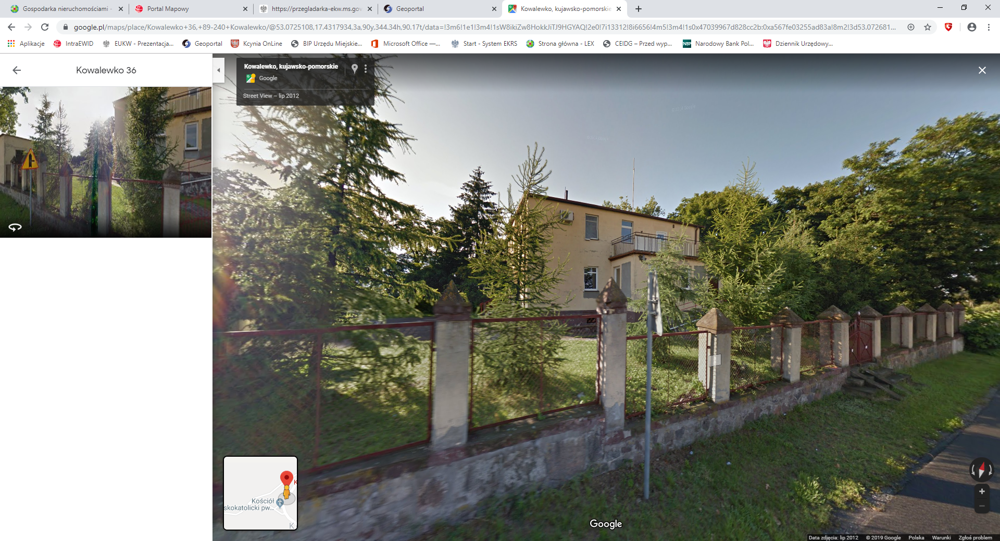 Gospodarka nieruchomościami -
Portal Mapowy
https://przegladarka-ekw.ms.gov
Geoportal
Kowalewko, kujawsko-pomorskie
google.pl/maps/place/Kowalewko+36,+89-240+Kowalewko/@53.0725108,17.4317934,3a,90y,344.34h,90.17t/data=!3m6!1e1!3m4!1sW8ikiZw8HokkJiTJ9HGYAQ!2e0!7i13312!8i6656!4m5!3m4!1s0x47039967d828cc2b:0xa567fe03255ad83a!8m2!3d53.072681...
Aplikacje
IntraEWID
EUKW - Prezentacja...
Geoportal
Kcynia OnLine
BIP Urzędu Miejskie...
Microsoft Office —...
Start - System EKRS
Strona główna - LEX
CEIDG – Przed wyp...
Narodowy Bank Pol...
Dziennik Urzędowy...
Kowalewko 36
Kowalewko, kujawsko-pomorskie
Google
Street View – lip 2012
Kościół
skokatolicki pw...
K
K
Google
Data zdjęcia: lip 2012 © 2019 Google Polska Warunki Zgłoś problem